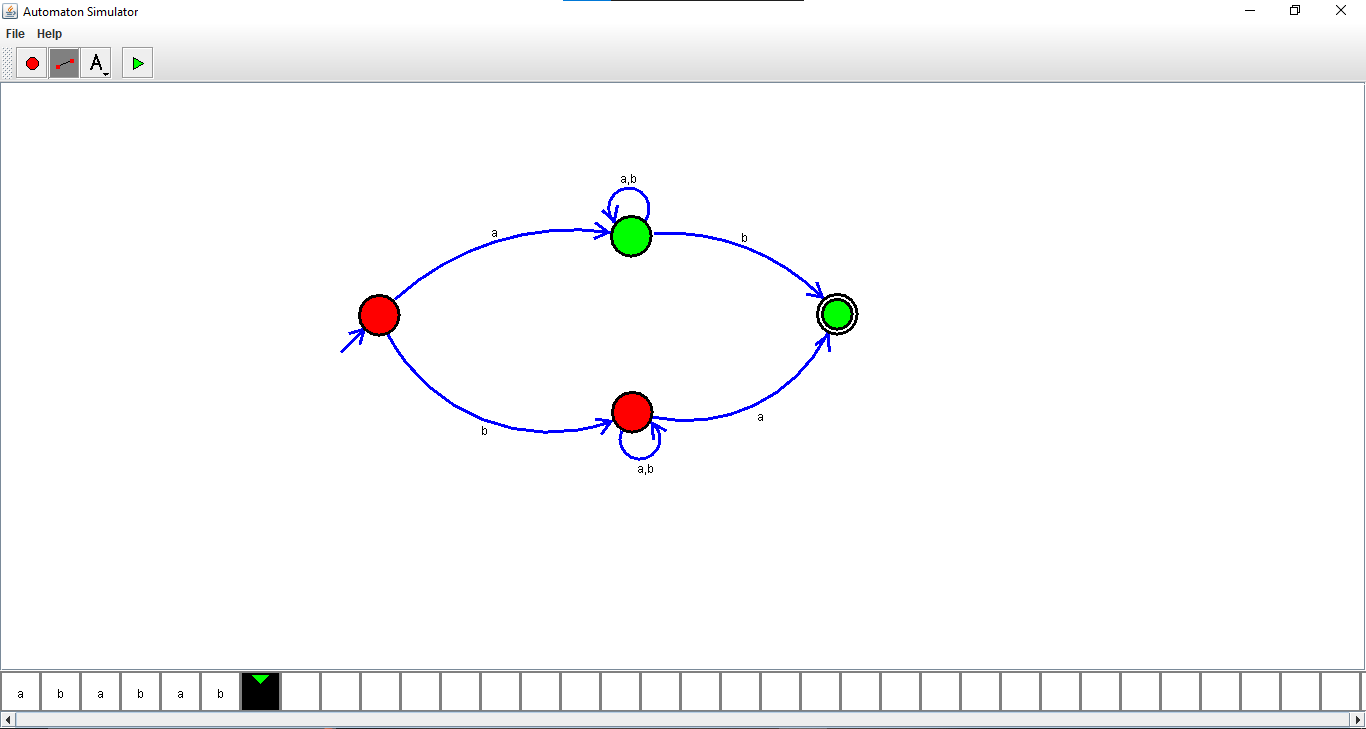 Automaton Simulator
File Help
A
a,b
a
b
b
a
a,b
a b a b a b